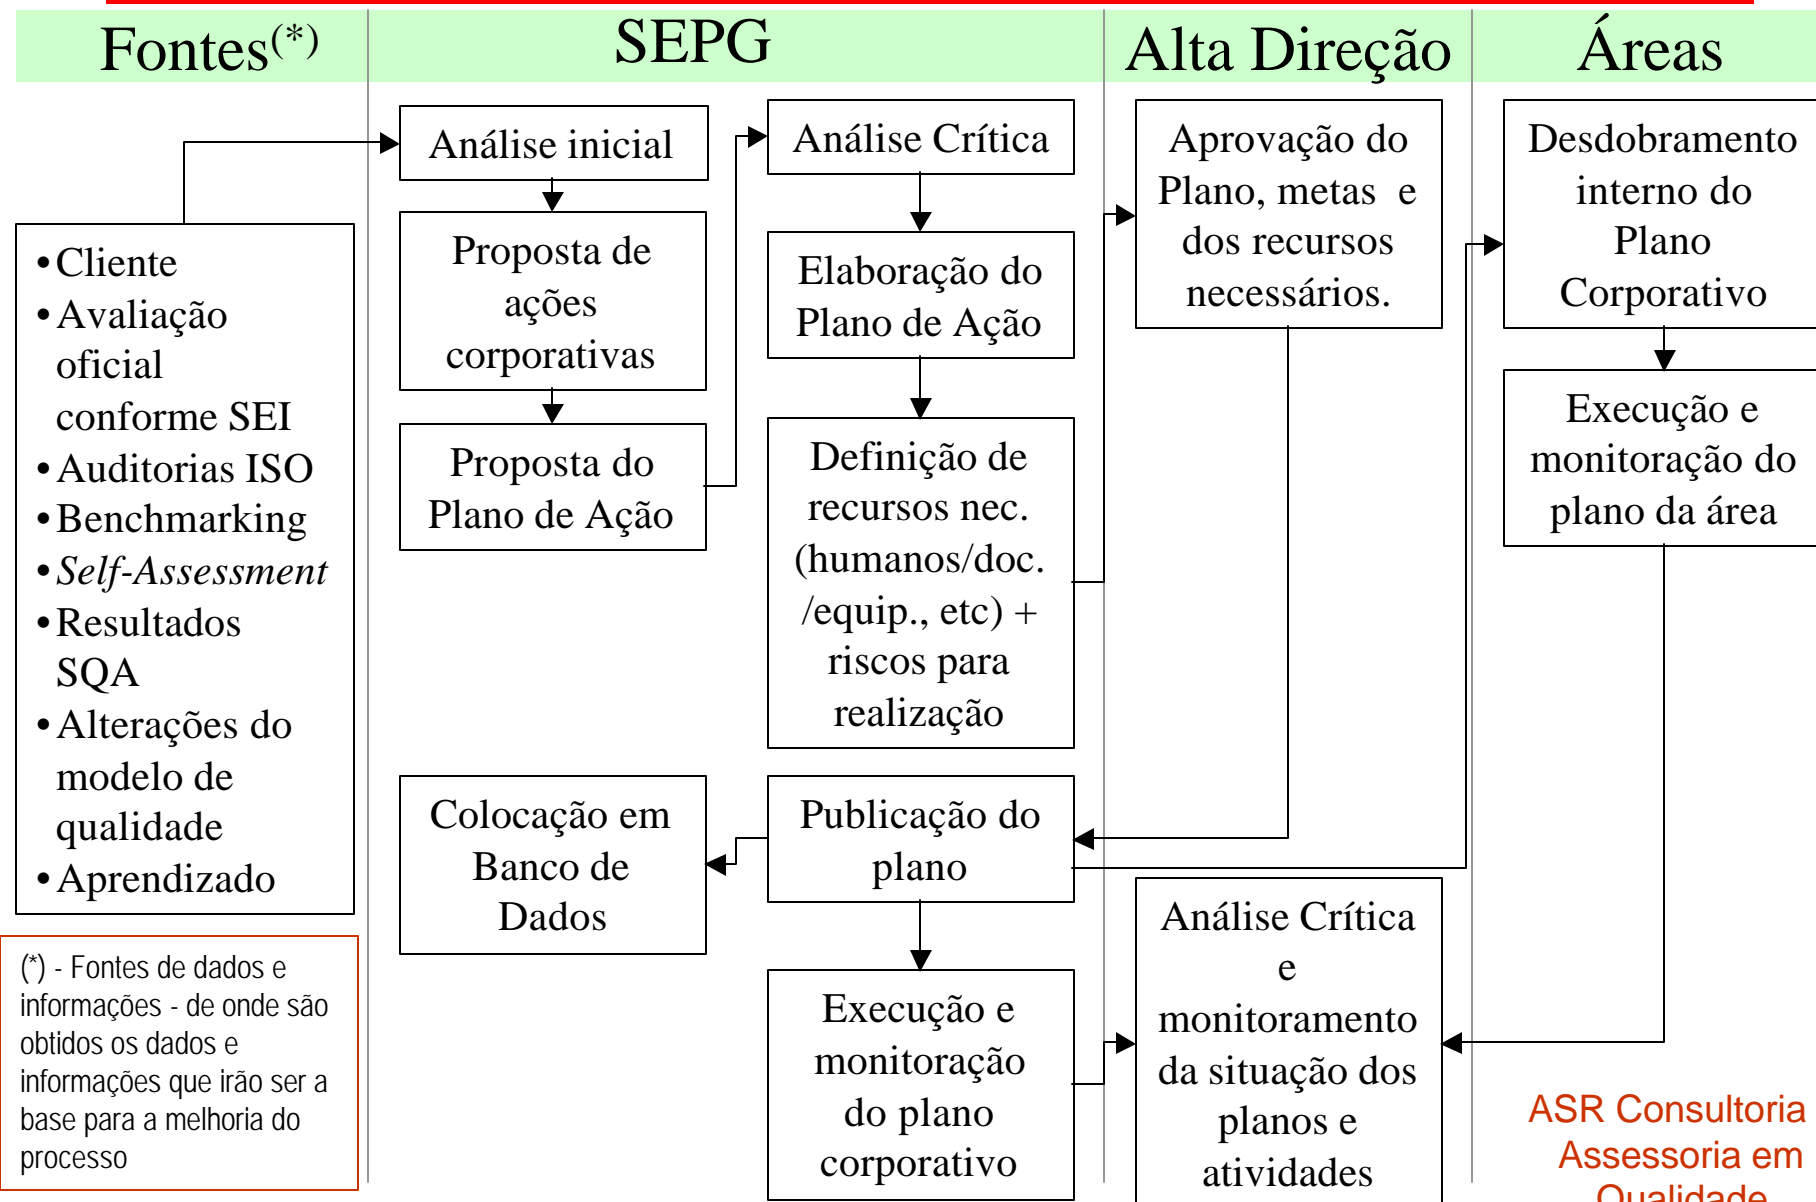 Fontes(*)
SEPG
Alta Direção
Áreas
• Cliente
• Avaliação
oficial
conforme SEI
• Auditorias ISO
• Benchmarking
• Self-Assessment
• Resultados
SQA
• Alterações do
modelo de
qualidade
• Aprendizado
(*) - Fontes de dados e
informações - de onde são
obtidos os dados e
informações que irão ser a
base para a melhoria do
processo
Análise inicial
Proposta de
ações
corporativas
Proposta do
Plano de Ação
Análise Crítica
Elaboração do
Plano de Ação
Definição de
recursos nec.
(humanos/doc.
/equip., etc) +
riscos para
realização
Colocação em
Banco de
Dados
Publicação do
plano
Execução e
monitoração
do plano
corporativo
Aprovação do
Plano, metas e
dos recursos
necessários.
Análise Crítica
e
monitoramento
da situação dos
planos e
atividades
Desdobramento
interno do
Plano
Corporativo
Execução e
monitoração do
plano da área
ASR Consultoria
Assessoria em
Qualidade